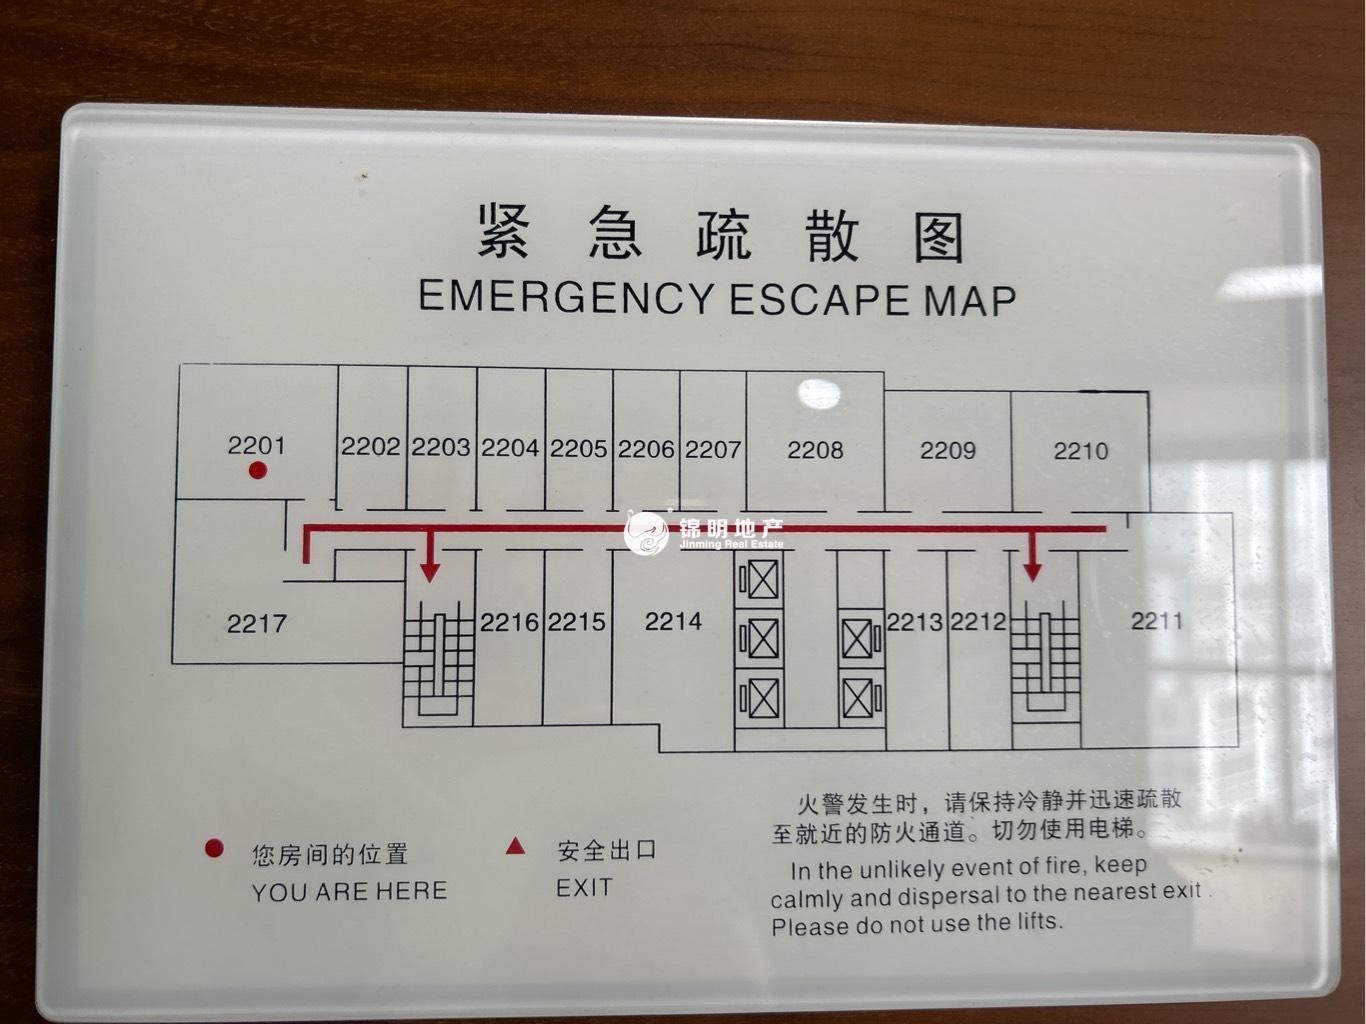 紧急疏散图
EMERGENCY ESCAPE MAP
2201
2202
2203
2204
2205
2206
2207
2208
2209
2210
锦明地产
Jinming Real Estate
2217
2216
2215
2214
2213
2212
2211
您房间的位置
YOU ARE HERE
安全出口
EXIT
火警发生时，请保持冷静并迅速疏散
至就近的防火通道。切勿使用电梯。
In the unlikely event of fire, keep
calmly and dispersal to the nearest exit.
Please do not use the lifts.